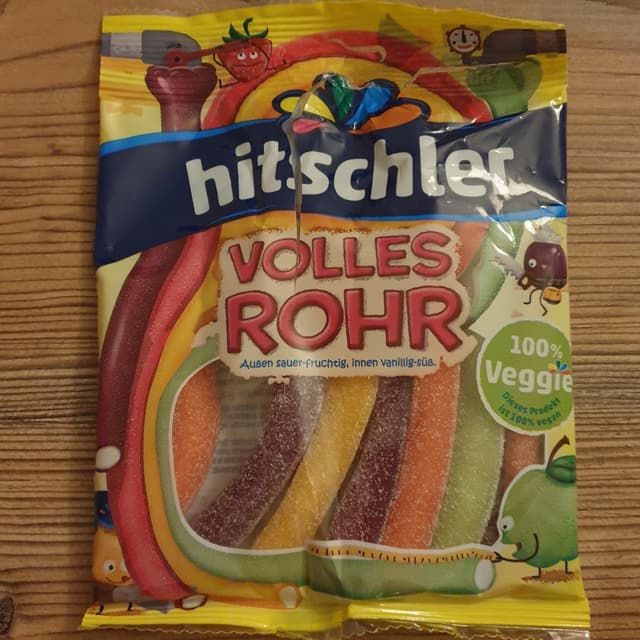 hitschler
VOLLES
ROHR
Außen sauer-fruchtig, innen vanillig-süß.
100%
Veggie
Dieses Produkt
ist 100% vegan